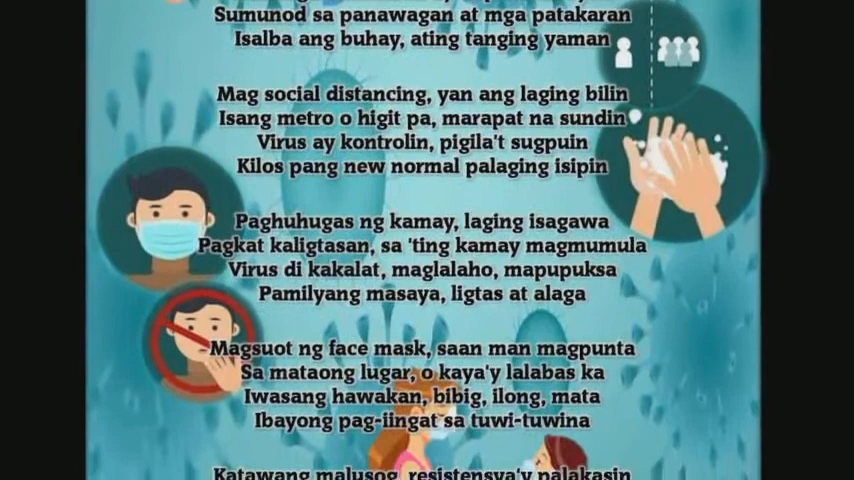 Sumunod sa panawagan at mga patakaran
Isalba ang buhay, ating tanging yaman
Mag social distancing, yan ang laging bilin
Isang metro o higit pa, marapat na sundin
Virus ay kontrolin, pigila't sugpuin
Kilos pang new normal palaging isipin
Paghuhugas ng kamay, laging isagawa
Pagkat kaligtasan, sa 'ting kamay magmumula
Virus di kakalat, maglalaho, mapupuksa
Pamilyang masaya, ligtas at alaga
Magsuot ng face mask, saan man magpunta
Sa mataong lugar, o kaya'y lalabas ka
Iwasang hawakan, bibig, ilong, mata
Ibayong pag-iingat sa tuwi-tuwina
Katawang malusog, resistensya'y palakasin